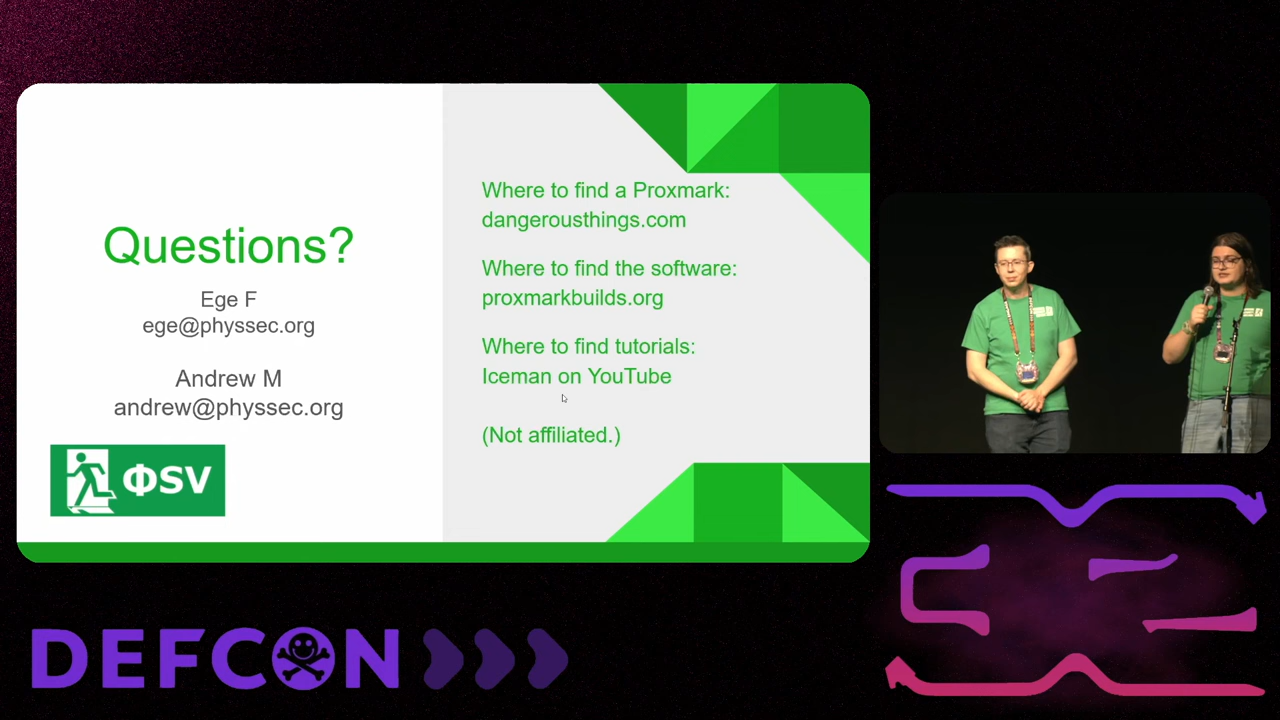 Questions?
Ege F
ege@physsec.org
Andrew M
andrew@physsec.org
ΦSV
Where to find a Proxmark:
dangerousthings.com
Where to find the software:
proxmarkbuilds.org
Where to find tutorials:
Iceman on YouTube
(Not affiliated.)
DEFCON